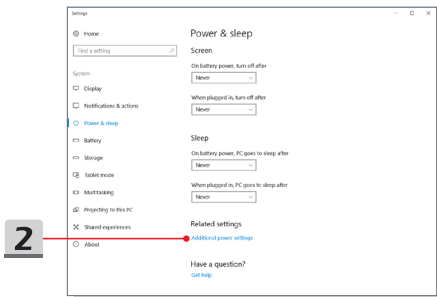 Settings
Home
Find a setting
System
Display
Notifications & actions
Power & sleep
Battery
Storage
Tablet mode
Multitasking
Projecting to this PC
Shared experiences
About
Power & sleep
Screen
On battery power, turn off after
Never
When plugged in, turn off after
Never
Sleep
On battery power, PC goes to sleep after
Never
When plugged in, PC goes to sleep after
Never
Related settings
Additional power settings
Have a question?
Get help
2